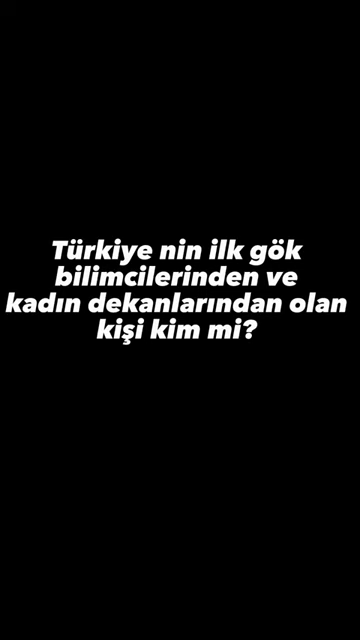 Türkiye nin ilk gök
bilimcilerinden ve
kadın dekanlarından olan
kişi kim mi?